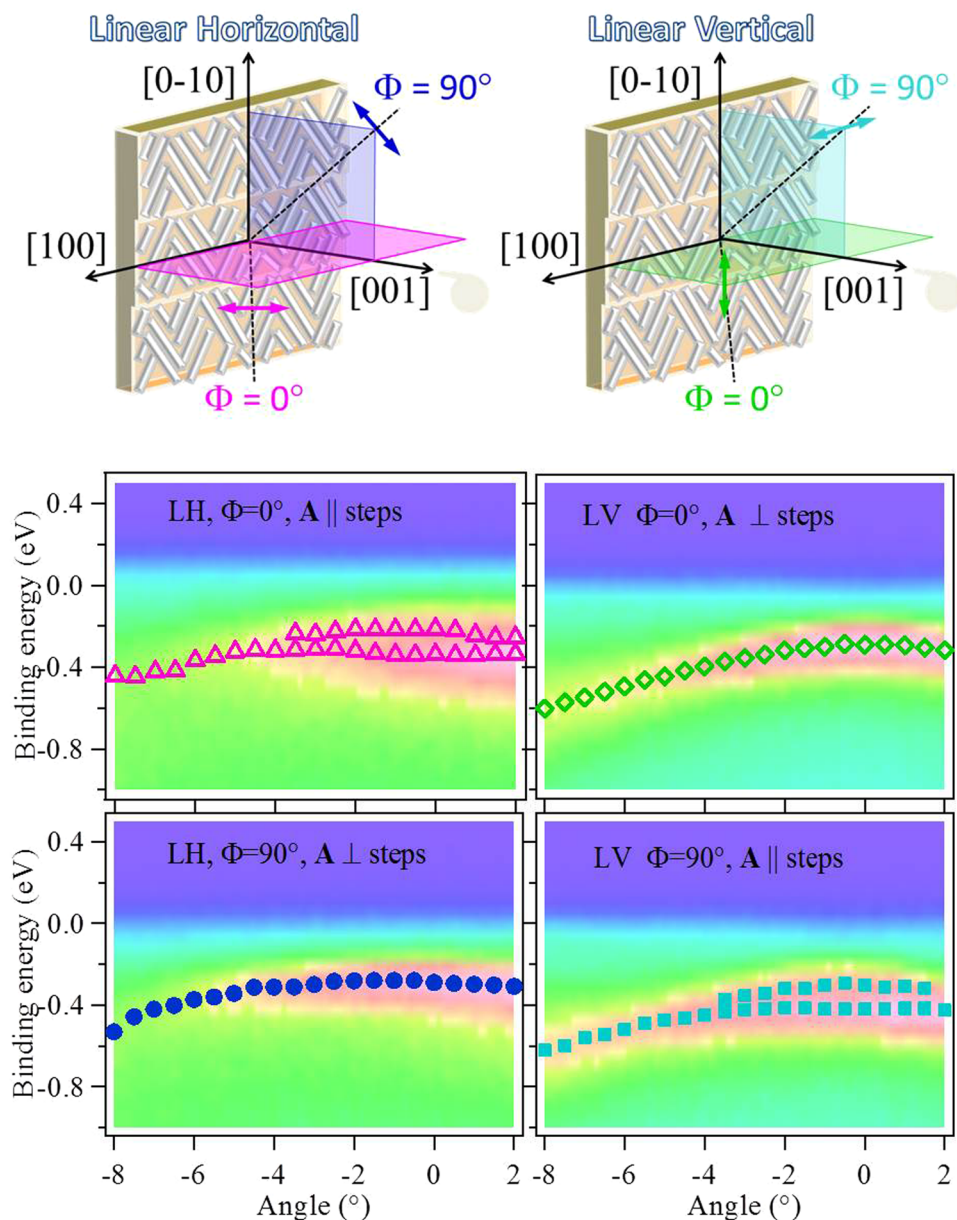 Linear Horizontal
Linear Vertical
[0-10]
Φ = 90°
[100]
[001]
Φ = 0°
[0-10]
Φ = 90°
[100]
[001]
Φ = 0°
Binding energy (eV)
0.4
0.0
-0.4
-0.8
LH, Φ=0°, A || steps
LV Φ=0°, A ⊥ steps
Binding energy (eV)
0.4
0.0
-0.4
-0.8
LH, Φ=90°, A ⊥ steps
LV Φ=90°, A || steps
-8 -6 -4 -2 0 2
-8 -6 -4 -2 0 2
Angle (°)
Angle (°)